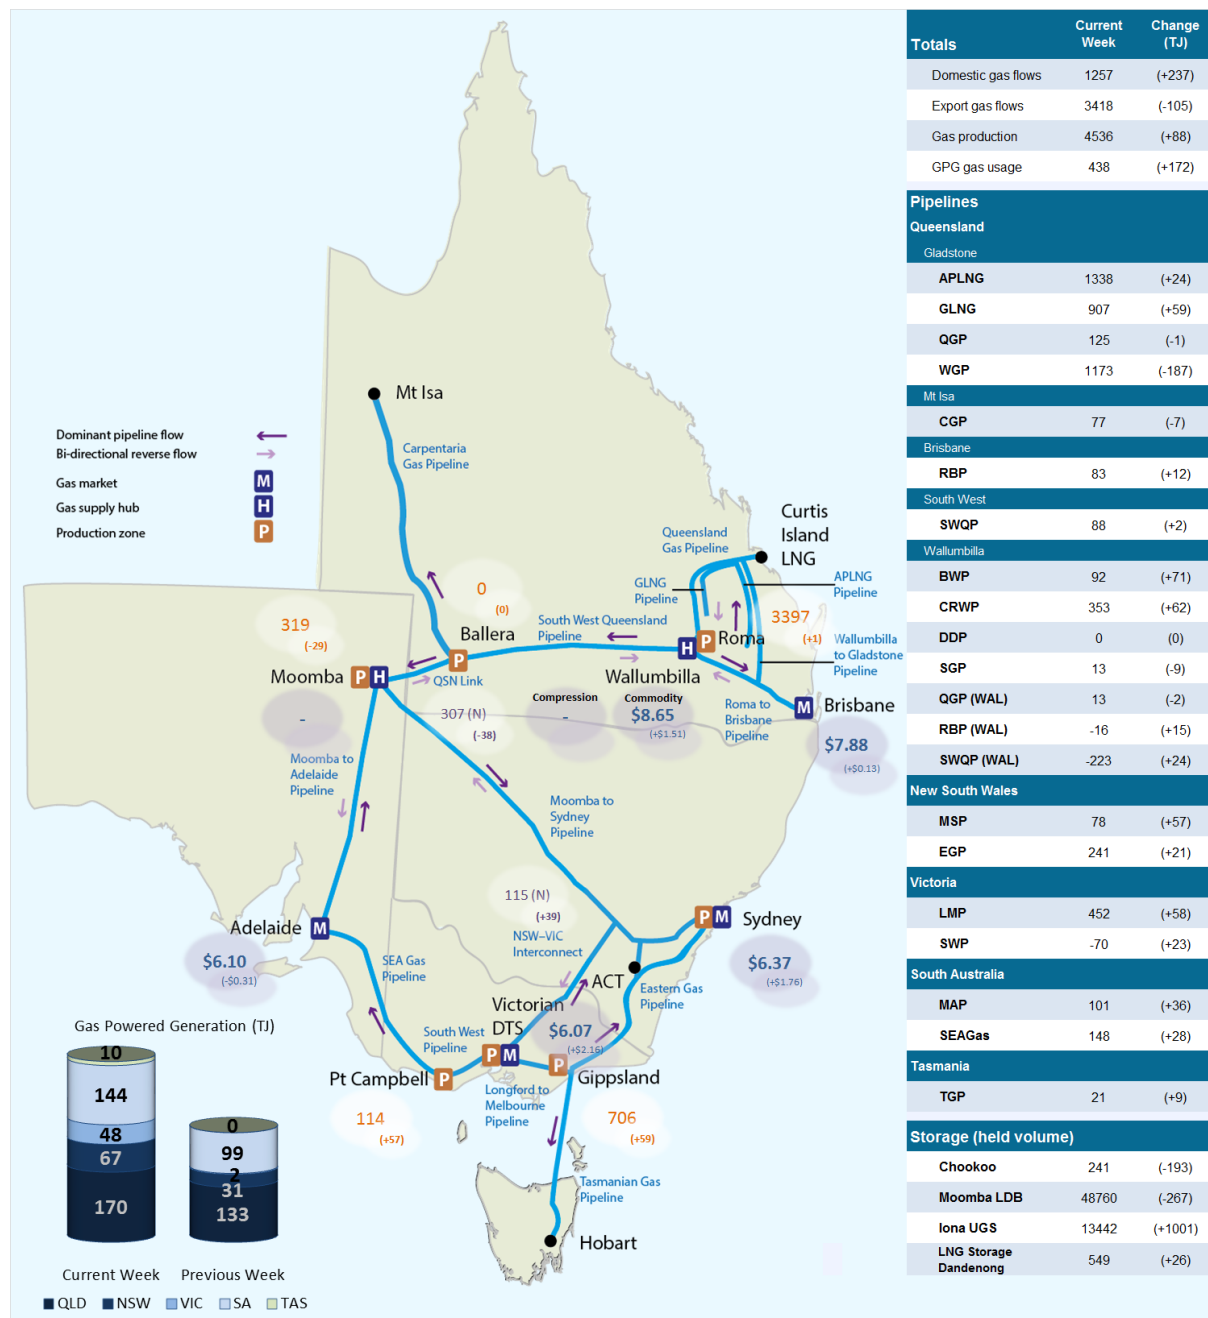 Mt Isa
Dominant pipeline flow
Bi-directional reverse flow
Gas market
M
Gas supply hub
H
Production zone
P
Carpentaria
Gas Pipeline
Curtis
Island
LNG
Queensland
Gas Pipeline
GLNG
Pipeline
APLNG
Pipeline
0
(0)
319
(-29)
3397
(+1)
South West Queensland
Pipeline
Ballera
P
Roma
P
H
Wallumbilla
Wallumbilla
to Gladstone
Pipeline
Moomba
P H
QSN Link
-
307 (N)
(-38)
Compression
-
Commodity
$8.65
(+$1.51)
Roma to
Brisbane
Pipeline
M
Brisbane
$7.88
(+$0.13)
Moomba to
Adelaide
Pipeline
Moomba to
Sydney
Pipeline
115 (N)
(+39)
NSW–VIC
Interconnect
Adelaide
M
P M
Sydney
$6.10
(-$0.31)
SEA Gas
Pipeline
$6.37
(+$1.76)
ACT
Eastern Gas
Pipeline
Victorian
DTS
$6.07
(+$2.16)
South West
Pipeline
P M
P
Gippsland
Pt Campbell
P
Longford to
Melbourne
Pipeline
114
(+57)
706
(+59)
Tasmanian Gas
Pipeline
Hobart
Gas Powered Generation (TJ)
10
144
48
67
170
0
99
2
31
133
Current Week
Previous Week
QLD NSW VIC SA TAS
Totals Current Week Change (TJ)
Domestic gas flows 1257 (+237)
Export gas flows 3418 (-105)
Gas production 4536 (+88)
GPG gas usage 438 (+172)
Pipelines
Queensland
Gladstone
APLNG 1338 (+24)
GLNG 907 (+59)
QGP 125 (-1)
WGP 1173 (-187)
Mt Isa
CGP 77 (-7)
Brisbane
RBP 83 (+12)
South West
SWQP 88 (+2)
Wallumbilla
BWP 92 (+71)
CRWP 353 (+62)
DDP 0 (0)
SGP 13 (-9)
QGP (WAL) 13 (-2)
RBP (WAL) -16 (+15)
SWQP (WAL) -223 (+24)
New South Wales
MSP 78 (+57)
EGP 241 (+21)
Victoria
LMP 452 (+58)
SWP -70 (+23)
South Australia
MAP 101 (+36)
SEAGas 148 (+28)
Tasmania
TGP 21 (+9)
Storage (held volume)
Chookoo 241 (-193)
Moomba LDB 48760 (-267)
Iona UGS 13442 (+1001)
LNG Storage
Dandenong 549 (+26)